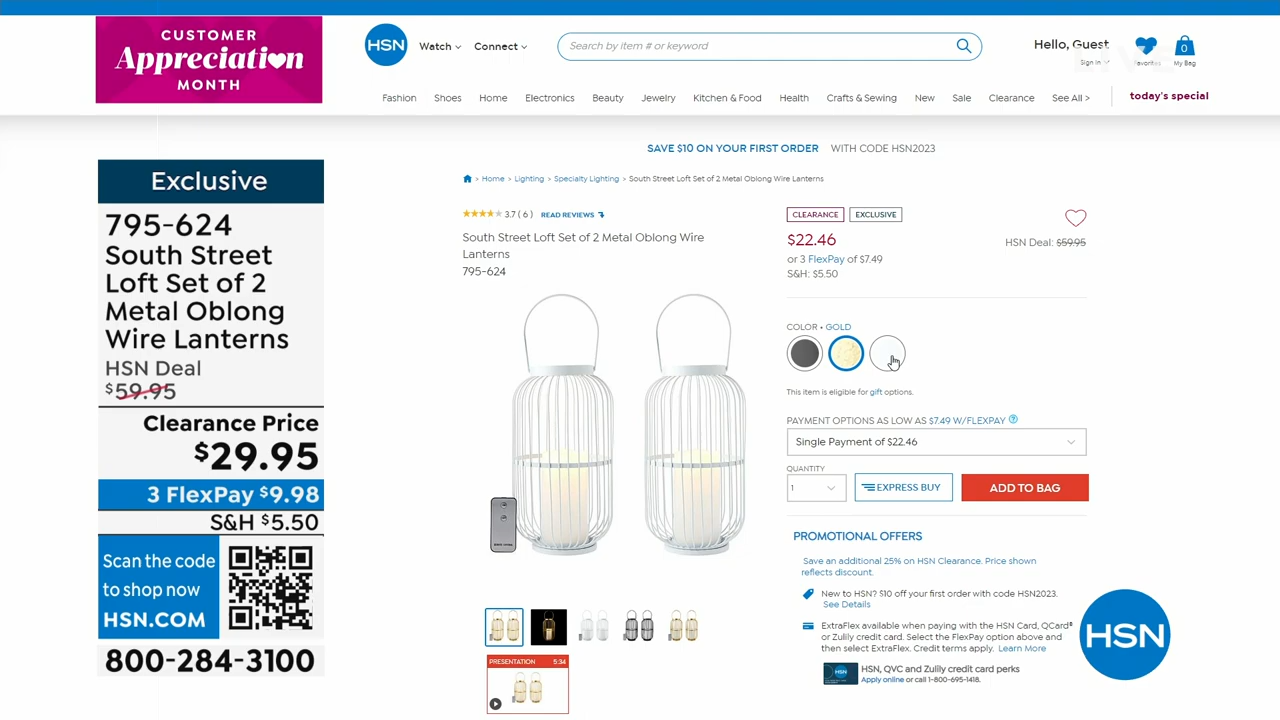 CUSTOMER
Appreciation
MONTH
HSN
Watch
Connect
Search by item # or keyword
Hello, Guest
Sign In
Favorites
0
My Bag
Fashion Shoes Home Electronics Beauty Jewelry Kitchen & Food Health Crafts & Sewing New Sale Clearance See All > today's special
SAVE $10 ON YOUR FIRST ORDER WITH CODE HSN2023
> Home > Lighting > Specialty Lighting > South Street Loft Set of 2 Metal Oblong Wire Lanterns
Exclusive
795-624
South Street
Loft Set of 2
Metal Oblong
Wire Lanterns
HSN Deal
$59.95
Clearance Price
$29.95
3 FlexPay $9.98
S&H $5.50
Scan the code
to shop now
HSN.COM
800-284-3100
3.7 ( 6 ) READ REVIEWS
South Street Loft Set of 2 Metal Oblong Wire
Lanterns
795-624
PRESENTATION 5:34
CLEARANCE EXCLUSIVE
$22.46
HSN Deal: $59.95
or 3 FlexPay of $7.49
S&H: $5.50
COLOR • GOLD
This item is eligible for gift options.
PAYMENT OPTIONS AS LOW AS $7.49 W/FLEXPAY ?
Single Payment of $22.46
QUANTITY
1
EXPRESS BUY
ADD TO BAG
PROMOTIONAL OFFERS
Save an additional 25% on HSN Clearance. Price shown
reflects discount.
New to HSN? $10 off your first order with code HSN2023.
See Details
ExtraFlex available when paying with the HSN Card, QCard®
or Zulily credit card. Select the FlexPay option above and
then select ExtraFlex. Credit terms apply. Learn More
HSN, QVC and Zulily credit card perks
Apply online or call 1-800-695-1418.
HSN